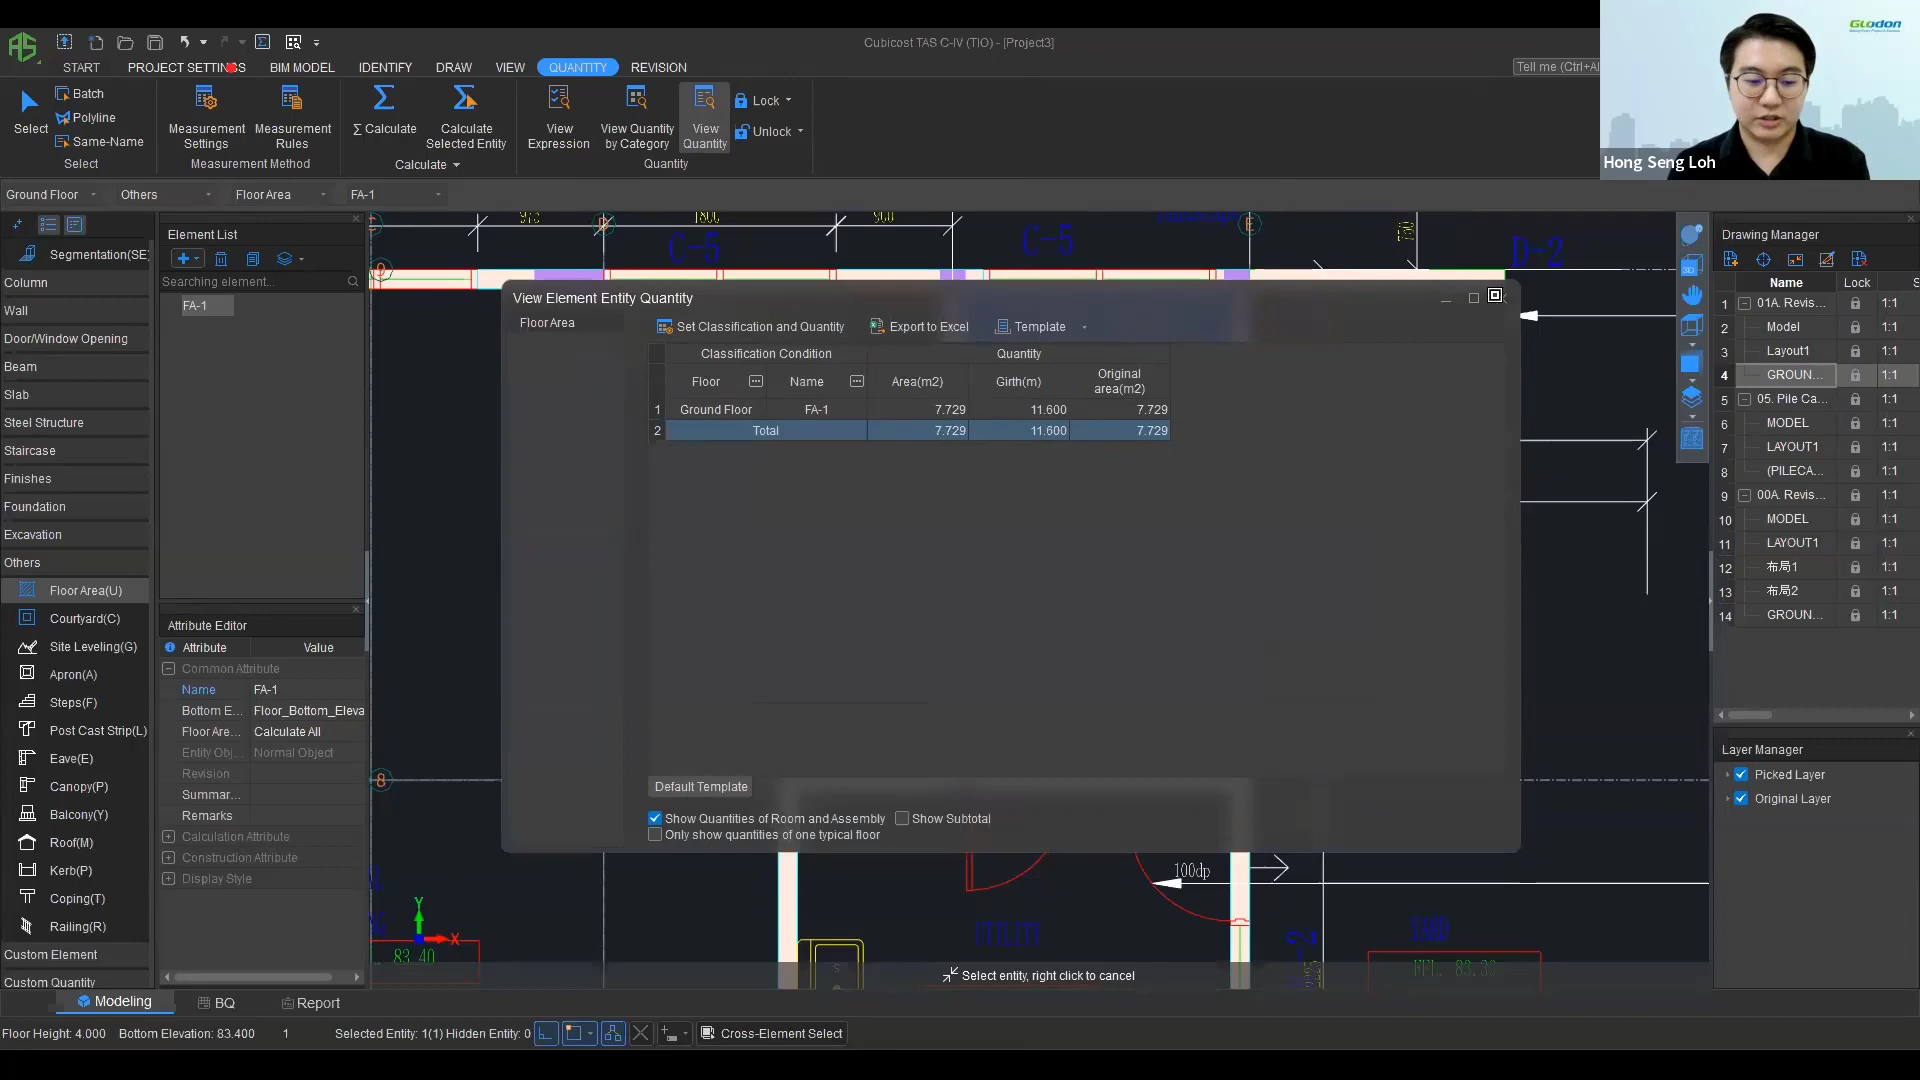 Cubicost TAS C-IV (TIO) - [Project3]
GLodon
START
PROJECT SETTINGS
BIM MODEL
IDENTIFY
DRAW
VIEW
QUANTITY
REVISION
Tell me (Ctrl+Al
Select
Batch
Polyline
Same-Name
Select
Measurement
Settings
Measurement
Rules
Measurement Method
Σ Calculate
Calculate
Selected Entity
Calculate
View
Expression
View Quantity
by Category
View
Quantity
Lock
Unlock
Quantity
Hong Seng Loh
Ground Floor
Others
Floor Area
FA-1
Segmentation(SE
Column
Wall
Door/Window Opening
Beam
Slab
Steel Structure
Staircase
Finishes
Foundation
Excavation
Others
Floor Area(U)
Courtyard(C)
Site Leveling(G)
Apron(A)
Steps(F)
Post Cast Strip(L)
Eave(E)
Canopy(P)
Balcony(Y)
Roof(M)
Kerb(P)
Coping(T)
Railing(R)
Custom Element
Custom Quantity
Element List
Searching element...
FA-1
Attribute Editor
Attribute
Value
Common Attribute
Name
FA-1
Bottom E...
Floor_Bottom_Eleva
Floor Are...
Calculate All
Entity Obj...
Normal Object
Revision
Summar...
Remarks
Calculation Attribute
Construction Attribute
Display Style
975
1800
900
C-5
C-5
E
D-2
9
8
View Element Entity Quantity
Floor Area
Set Classification and Quantity
Export to Excel
Template
Classification Condition
Quantity
Floor
Name
Area(m2)
Girth(m)
Original
area(m2)
1
Ground Floor
FA-1
7.729
11.600
7.729
2
Total
7.729
11.600
7.729
Default Template
Show Quantities of Room and Assembly
Show Subtotal
Only show quantities of one typical floor
100dp
UTILITY
YARD
83.40
FFL. 83.30
Y
X
Select entity, right click to cancel
Drawing Manager
Name
Lock
S
1
01A. Revis...
1:1
2
Model
1:1
3
Layout1
1:1
4
GROUN...
1:1
5
05. Pile Ca...
1:1
6
MODEL
1:1
7
LAYOUT1
1:1
8
(PILECA...
1:1
9
00A. Revis...
1:1
10
MODEL
1:1
11
LAYOUT1
1:1
12
布局1
1:1
13
布局2
1:1
14
GROUN...
1:1
Layer Manager
Picked Layer
Original Layer
Modeling
BQ
Report
Floor Height: 4.000
Bottom Elevation: 83.400
1
Selected Entity: 1(1) Hidden Entity: 0
Cross-Element Select